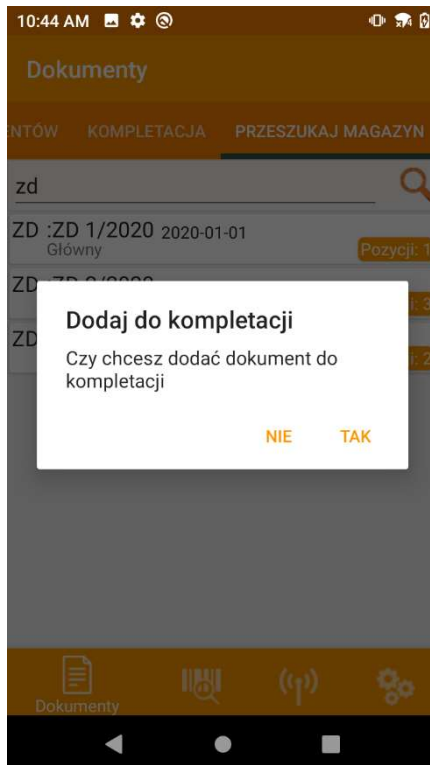 10:44 AM
Dokumenty
ENTÓW KOMPLETACJA PRZESZUKAJ MAGAZYN
zd
ZD :ZD 1/2020 2020-01-01
Główny Pozycji: 1
ZD
Dodaj do kompletacji
ZD
Czy chcesz dodać dokument do
kompletacji
NIE TAK
Dokumenty